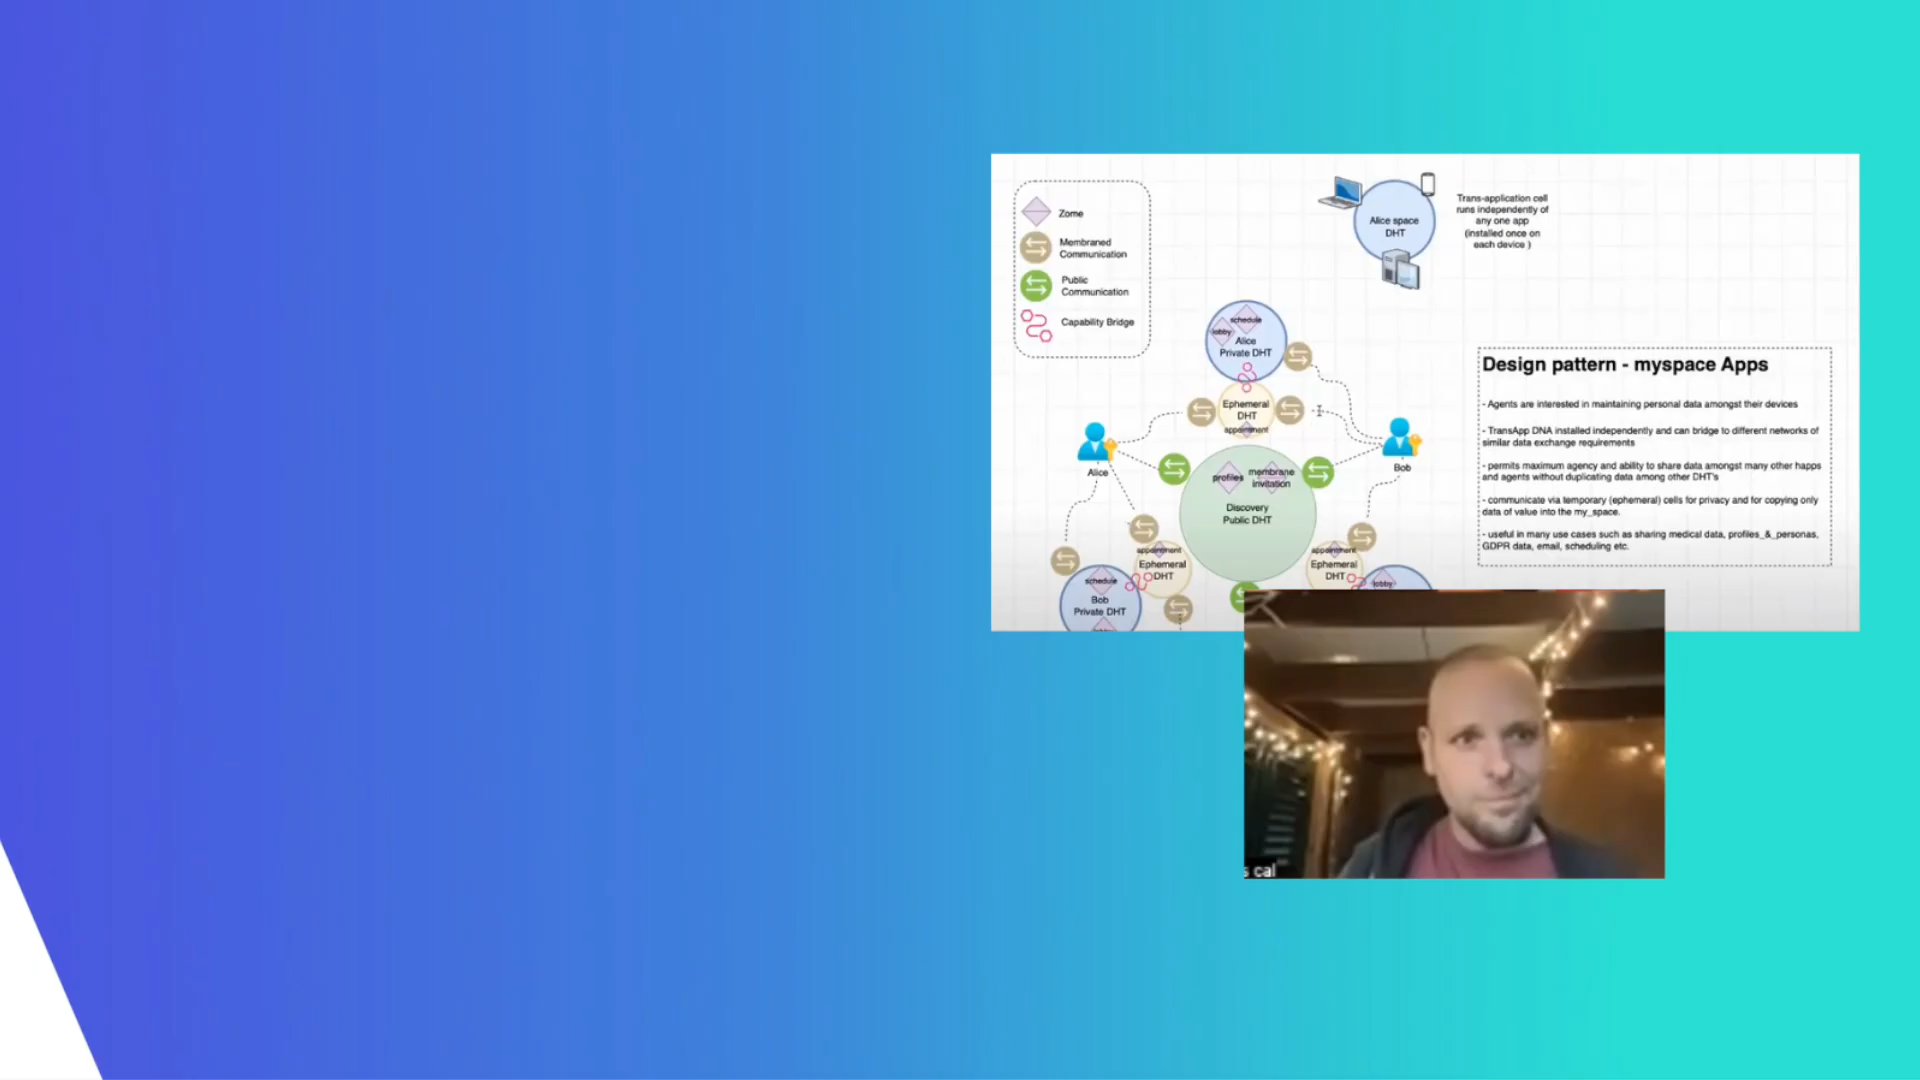 Zome
Membraned
Communication
Public
Communication
Capability Bridge
Alice space
DHT
Trans-application cell
runs independently of
any one app
(installed once on
each device )
schedule
lobby
Alice
Private DHT
Ephemeral
DHT
appointment
Alice
Bob
profiles
membrane
invitation
Discovery
Public DHT
appointment
Ephemeral
DHT
appointment
Ephemeral
DHT
schedule
Bob
Private DHT
lobby
Design pattern - myspace Apps
- Agents are interested in maintaining personal data amongst their devices
- TransApp DNA installed independently and can bridge to different networks of
similar data exchange requirements
- permits maximum agency and ability to share data amongst many other happs
and agents without duplicating data among other DHT's
- communicate via temporary (ephemeral) cells for privacy and for copying only
data of value into the my_space.
- useful in many use cases such as sharing medical data, profiles_&_personas,
GDPR data, email, scheduling etc.
s cal